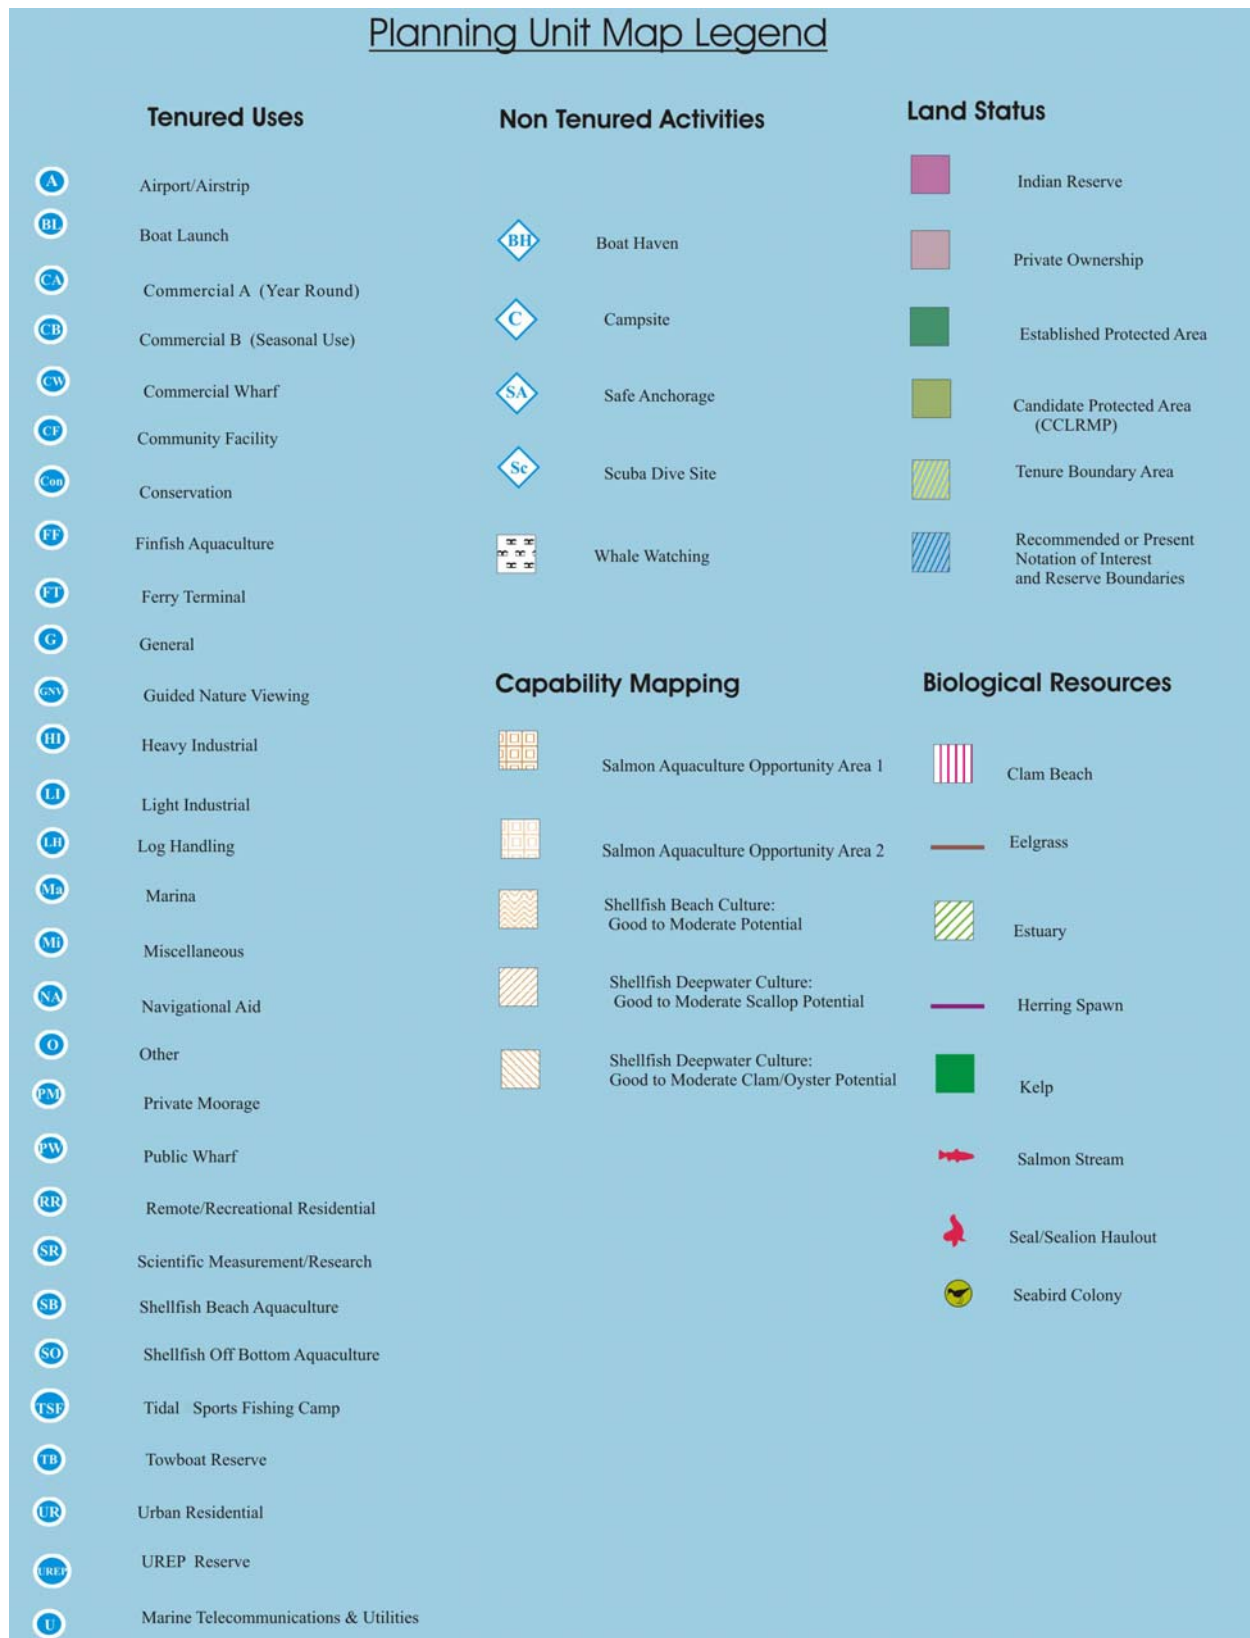 Planning Unit Map Legend
Tenured Uses
A Airport/Airstrip
BL Boat Launch
CA Commercial A (Year Round)
CB Commercial B (Seasonal Use)
CW Commercial Wharf
CF Community Facility
Con Conservation
FF Finfish Aquaculture
FT Ferry Terminal
G General
GNV Guided Nature Viewing
HI Heavy Industrial
LI Light Industrial
LH Log Handling
Ma Marina
Mi Miscellaneous
NA Navigational Aid
O Other
PM Private Moorage
PW Public Wharf
RR Remote/Recreational Residential
SR Scientific Measurement/Research
SB Shellfish Beach Aquaculture
SO Shellfish Off Bottom Aquaculture
TSF Tidal Sports Fishing Camp
TB Towboat Reserve
UR Urban Residential
UREP UREP Reserve
U Marine Telecommunications & Utilities
Non Tenured Activities
BH Boat Haven
C Campsite
SA Safe Anchorage
Sc Scuba Dive Site
Whale Watching
Capability Mapping
Salmon Aquaculture Opportunity Area 1
Salmon Aquaculture Opportunity Area 2
Shellfish Beach Culture:
Good to Moderate Potential
Shellfish Deepwater Culture:
Good to Moderate Scallop Potential
Shellfish Deepwater Culture:
Good to Moderate Clam/Oyster Potential
Land Status
Indian Reserve
Private Ownership
Established Protected Area
Candidate Protected Area
(CCLRMP)
Tenure Boundary Area
Recommended or Present
Notation of Interest
and Reserve Boundaries
Biological Resources
Clam Beach
Eelgrass
Estuary
Herring Spawn
Kelp
Salmon Stream
Seal/Sealion Haulout
Seabird Colony